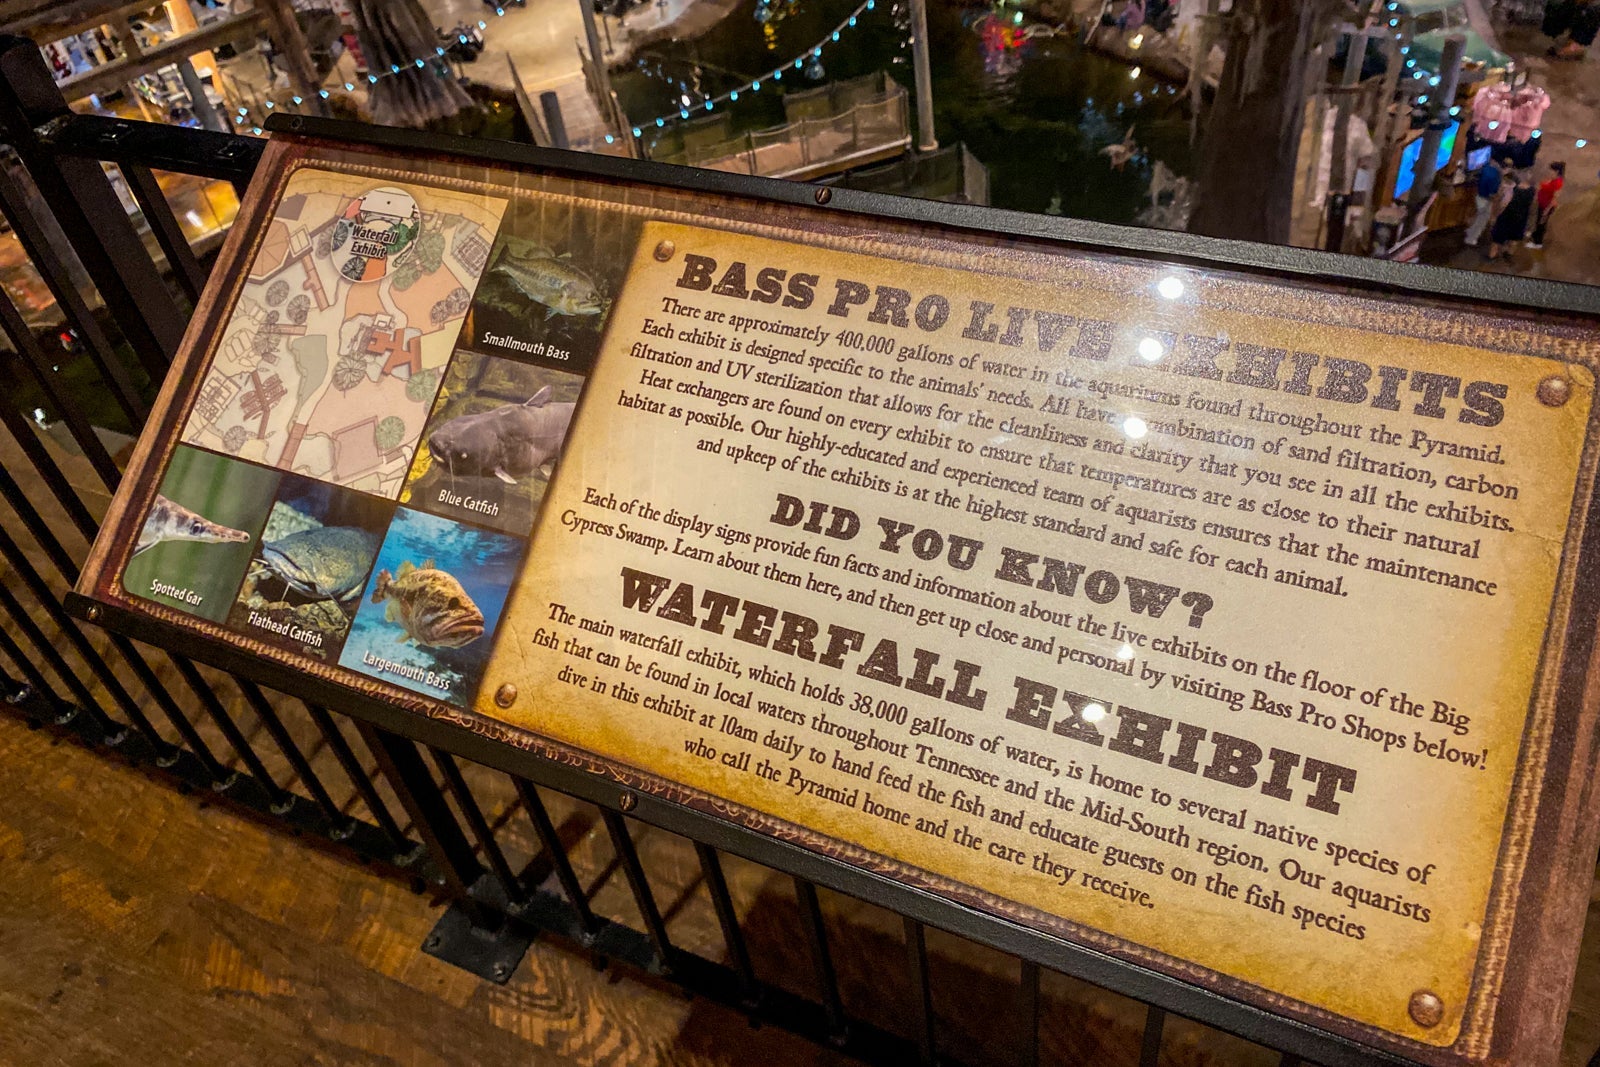 Waterfall
Exhibit
Smallmouth Bass
Blue Catfish
Spotted Gar
Flathead Catfish
Largemouth Bass
BASS PRO LIVE EXHIBITS
There are approximately 400,000 gallons of water in the aquariums found throughout the Pyramid.
Each exhibit is designed specific to the animals' needs. All have combination of sand filtration, carbon
filtration and UV sterilization that allows for the cleanliness and clarity that you see in all the exhibits.
Heat exchangers are found on every exhibit to ensure that temperatures are as close to their natural
habitat as possible. Our highly-educated and experienced team of aquarists ensures that the maintenance
and upkeep of the exhibits is at the highest standard and safe for each animal.
DID YOU KNOW?
Each of the display signs provide fun facts and information about the live exhibits on the floor of the Big
Cypress Swamp. Learn about them here, and then get up close and personal by visiting Bass Pro Shops below!
WATERFALL EXHIBIT
The main waterfall exhibit, which holds 38,000 gallons of water, is home to several native species of
fish that can be found in local waters throughout Tennessee and the Mid-South region. Our aquarists
dive in this exhibit at 10am daily to hand feed the fish and educate guests on the fish species
who call the Pyramid home and the care they receive.